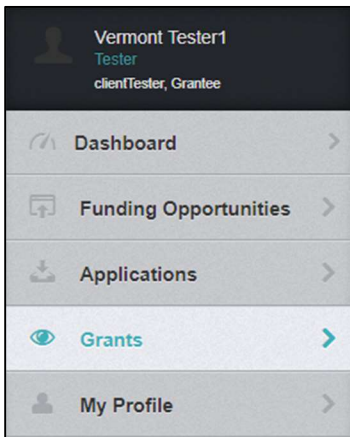 Vermont Tester1
Tester
clientTester, Grantee
Dashboard
Funding Opportunities
Applications
Grants
My Profile